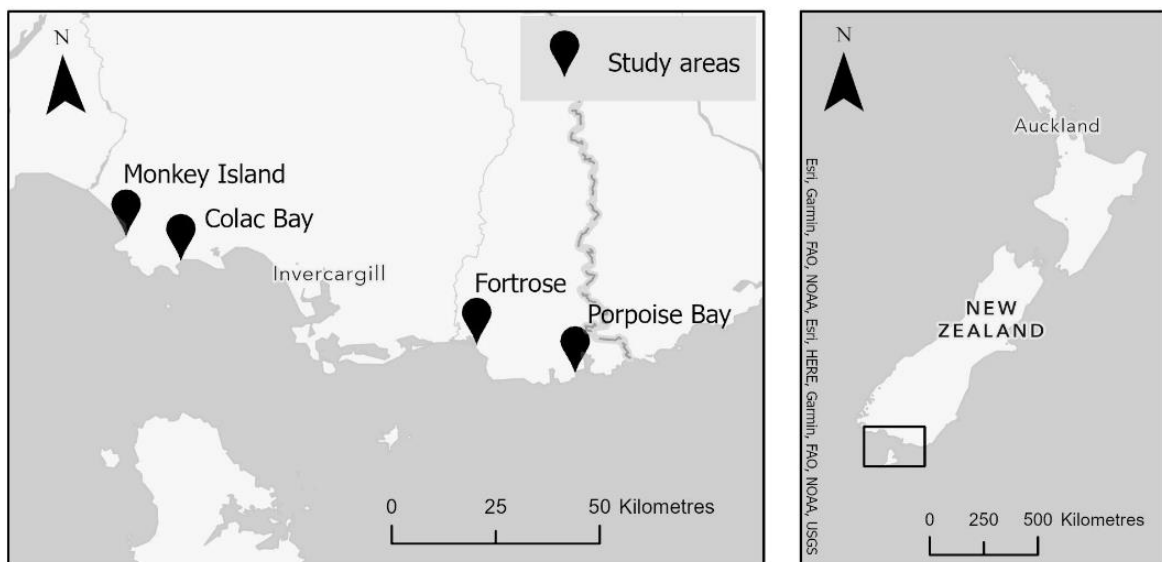 N
Study areas
Monkey Island
Colac Bay
Invercargill
Fortrose
Porpoise Bay
0 25 50 Kilometres
N
Auckland
NEW
ZEALAND
Esri, Garmin, FAO, NOAA, Esri, HERE, Garmin, FAO, NOAA, USGS
0 250 500 Kilometres